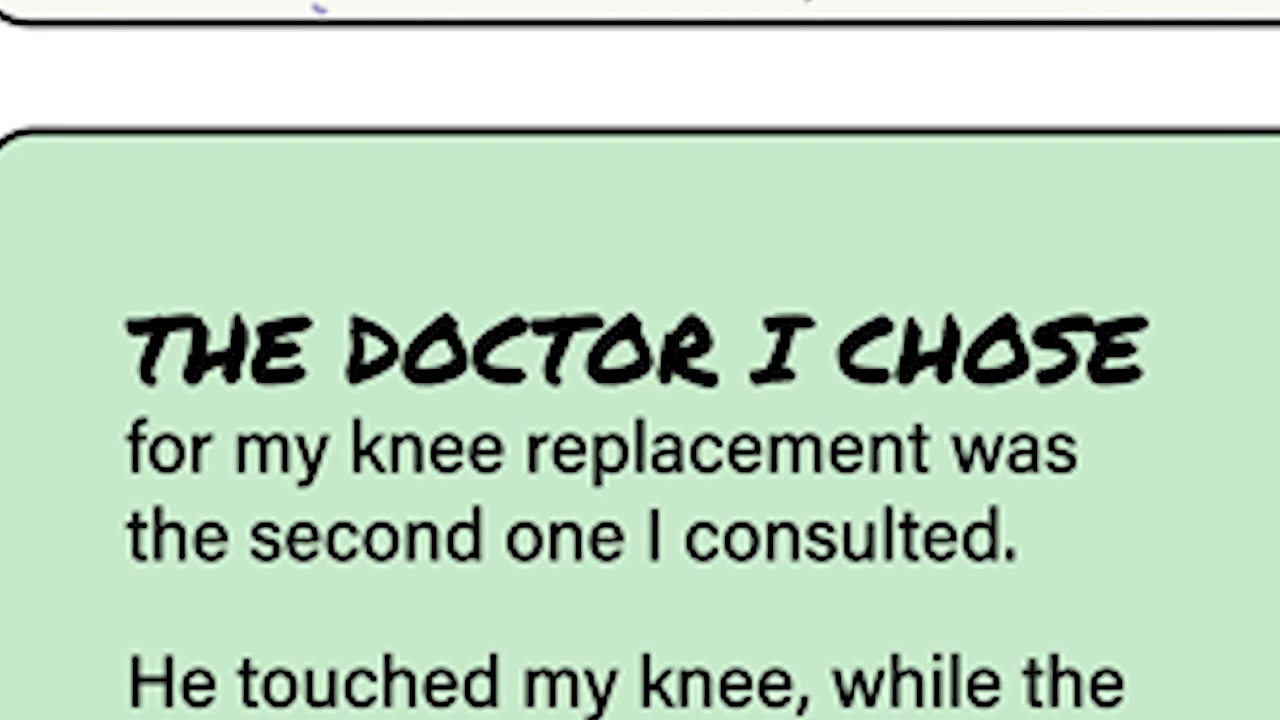 THE DOCTOR I CHOSE
for my knee replacement was
the second one I consulted.
He touched my knee, while the